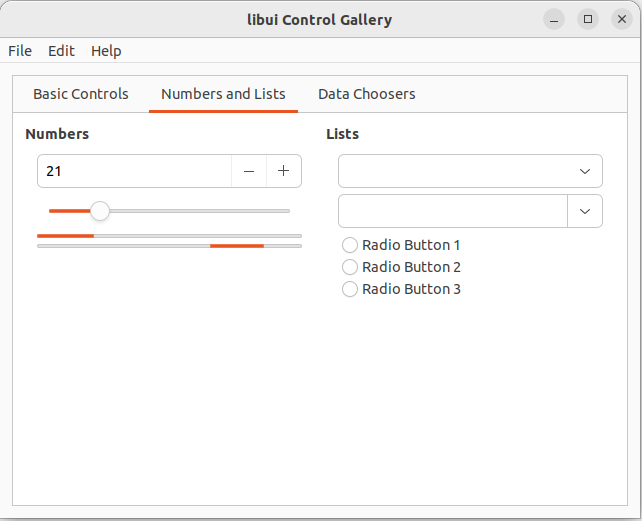 libui Control Gallery
File Edit Help
Basic Controls Numbers and Lists Data Choosers
Numbers
21
Lists
Radio Button 1
Radio Button 2
Radio Button 3